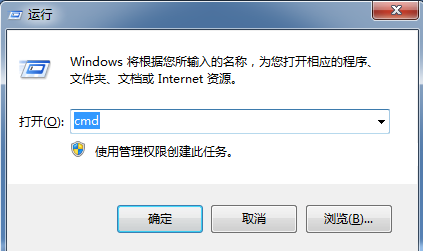 运行
Windows 将根据您所输入的名称，为您打开相应的程序、
文件夹、文档或 Internet 资源。
打开(O): cmd
使用管理权限创建此任务。
确定 取消 浏览(B)...